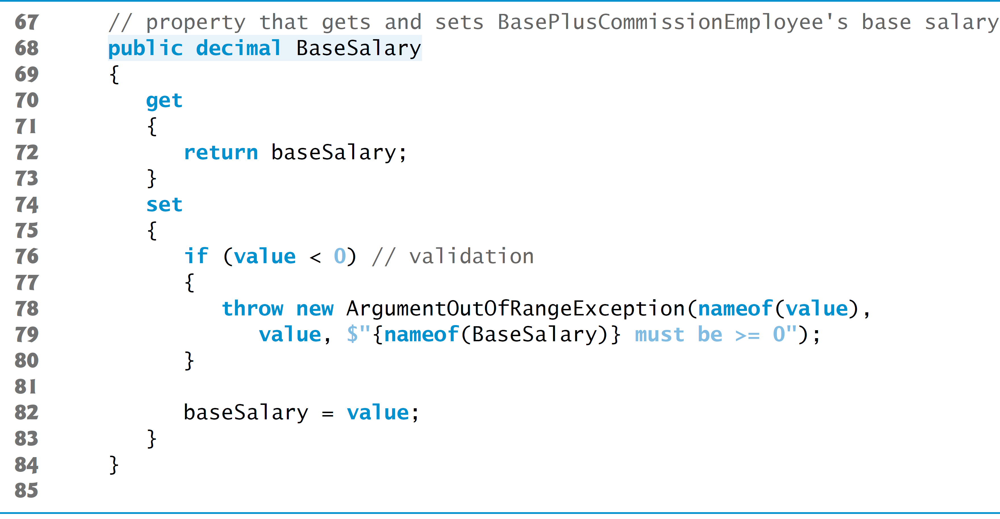 67 // property that gets and sets BasePlusCommissionEmployee's base salary
68 public decimal BaseSalary
69 {
70 get
71 {
72 return baseSalary;
73 }
74 set
75 {
76 if (value < 0) // validation
77 {
78 throw new ArgumentOutOfRangeException(nameof(value),
79 value, $"{nameof(BaseSalary)} must be >= 0");
80 }
81
82 baseSalary = value;
83 }
84 }
85